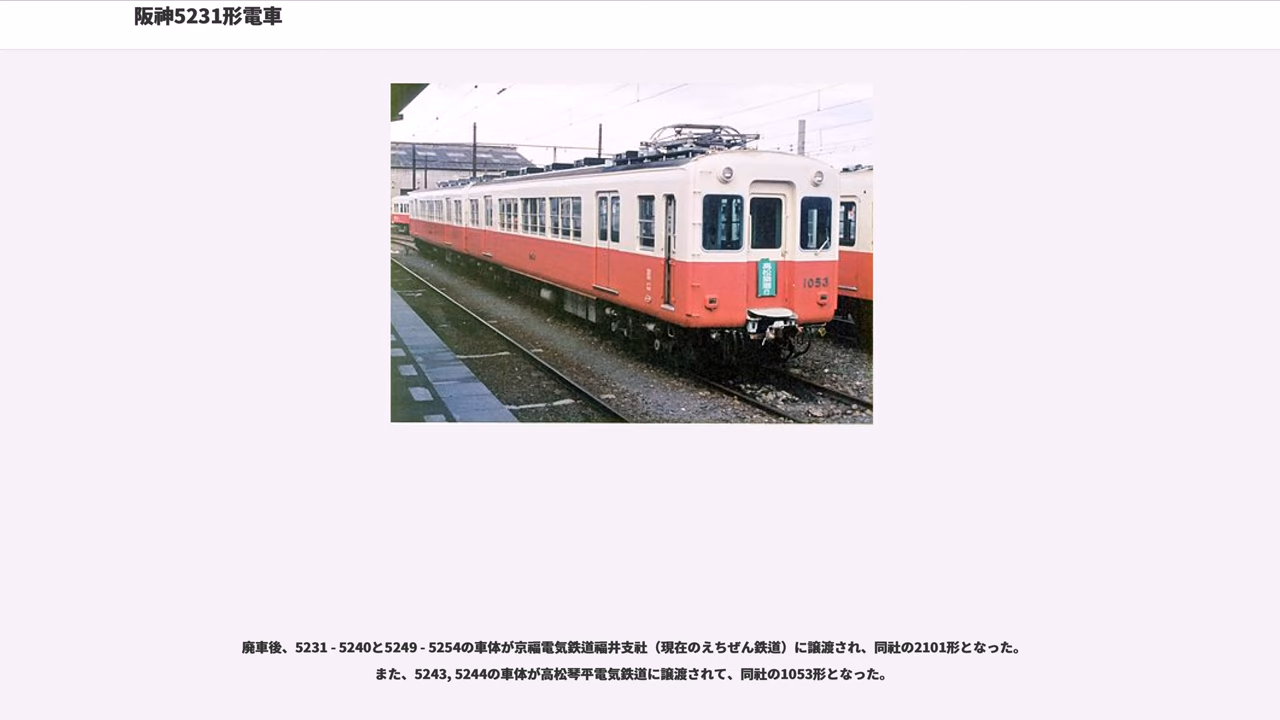 阪神5231形電車
1053
廃車後、5231 - 5240と5249 - 5254の車体が京福電気鉄道福井支社（現在のえちぜん鉄道）に譲渡され、同社の2101形となった。
また、5243, 5244の車体が高松琴平電気鉄道に譲渡されて、同社の1053形となった。